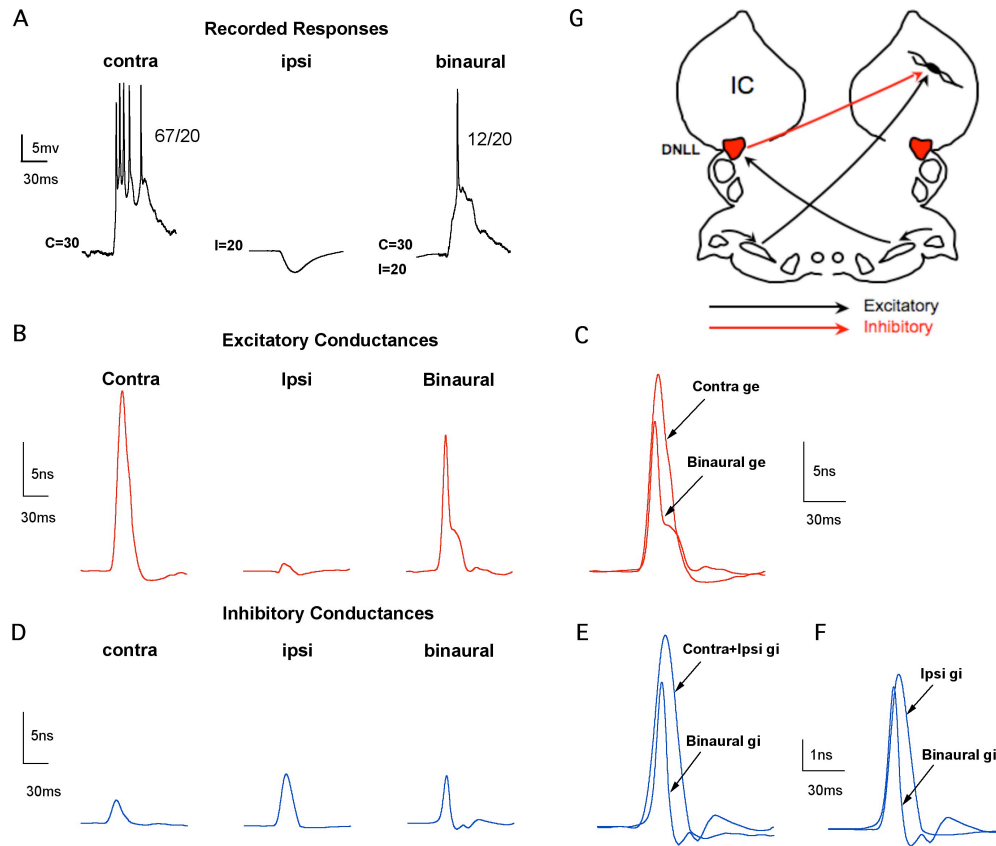 A
Recorded Responses
contra
ipsi
binaural
67/20
12/20
5mv
30ms
C=30
I=20
C=30
I=20
G
IC
DNLL
Excitatory
Inhibitory
B
Excitatory Conductances
Contra
Ipsi
Binaural
5ns
30ms
C
Contra ge
Binaural ge
5ns
30ms
D
Inhibitory Conductances
contra
ipsi
binaural
5ns
30ms
E
Contra+Ipsi gi
Binaural gi
F
Ipsi gi
Binaural gi
1ns
30ms